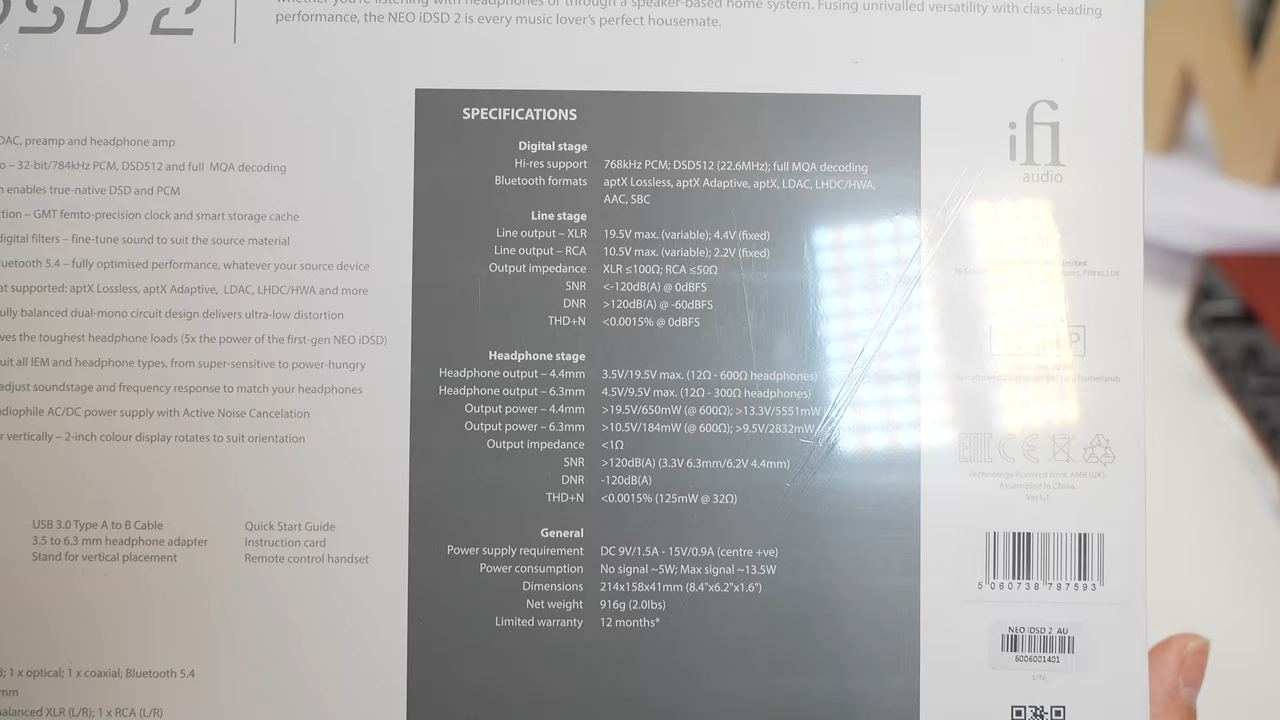 DSD 2
whether you're listening with headphones or through a speaker-based home system. Fusing unrivalled versatility with class-leading
performance, the NEO iDSD 2 is every music lover's perfect housemate.
DAC, preamp and headphone amp
– 32-bit/784kHz PCM, DSD512 and full MQA decoding
enables true-native DSD and PCM
– GMT femto-precision clock and smart storage cache
digital filters – fine-tune sound to suit the source material
5.4 – fully optimised performance, whatever your source device
supported: aptX Lossless, aptX Adaptive, LDAC, LHDC/HWA and more
balanced dual-mono circuit design delivers ultra-low distortion
the toughest headphone loads (5x the power of the first-gen NEO iDSD)
all IEM and headphone types, from super-sensitive to power-hungry
adjust soundstage and frequency response to match your headphones
AC/DC power supply with Active Noise Cancelation
vertically – 2-inch colour display rotates to suit orientation
USB 3.0 Type A to B Cable
3.5 to 6.3 mm headphone adapter
Stand for vertical placement
Quick Start Guide
Instruction card
Remote control handset
; 1 x optical; 1 x coaxial; Bluetooth 5.4
mm
balanced XLR (L/R); 1 x RCA (L/R)
SPECIFICATIONS
Digital stage
Hi-res support 768kHz PCM; DSD512 (22.6MHz); full MQA decoding
Bluetooth formats aptX Lossless, aptX Adaptive, aptX, LDAC, LHDC/HWA,
AAC, SBC
Line stage
Line output – XLR 19.5V max. (variable); 4.4V (fixed)
Line output – RCA 10.5V max. (variable); 2.2V (fixed)
Output impedance XLR ≤100Ω; RCA ≤50Ω
SNR <-120dB(A) @ 0dBFS
DNR >120dB(A) @ -60dBFS
THD+N <0.0015% @ 0dBFS
Headphone stage
Headphone output – 4.4mm 3.5V/19.5V max. (12Ω - 600Ω headphones)
Headphone output – 6.3mm 4.5V/9.5V max. (12Ω - 300Ω headphones)
Output power – 4.4mm >19.5V/650mW (@ 600Ω); >13.3V/5551mW
Output power – 6.3mm >10.5V/184mW (@ 600Ω); >9.5V/2832mW
Output impedance <1Ω
SNR >120dB(A) (3.3V 6.3mm/6.2V 4.4mm)
DNR -120dB(A)
THD+N <0.0015% (125mW @ 32Ω)
General
Power supply requirement DC 9V/1.5A - 15V/0.9A (centre +ve)
Power consumption No signal ~5W; Max signal ~13.5W
Dimensions 214x158x41mm (8.4"x6.2"x1.6")
Net weight 916g (2.0lbs)
Limited warranty 12 months*
ifi
audio
Limited
PR8 6LJ UK
REP
Netherlands
EAC CE
Technology licensed from AMR (UK).
Assembled in China.
Ver1.1
5 060738 787593
NEO iDSD 2 AU
6006001401
S/N: